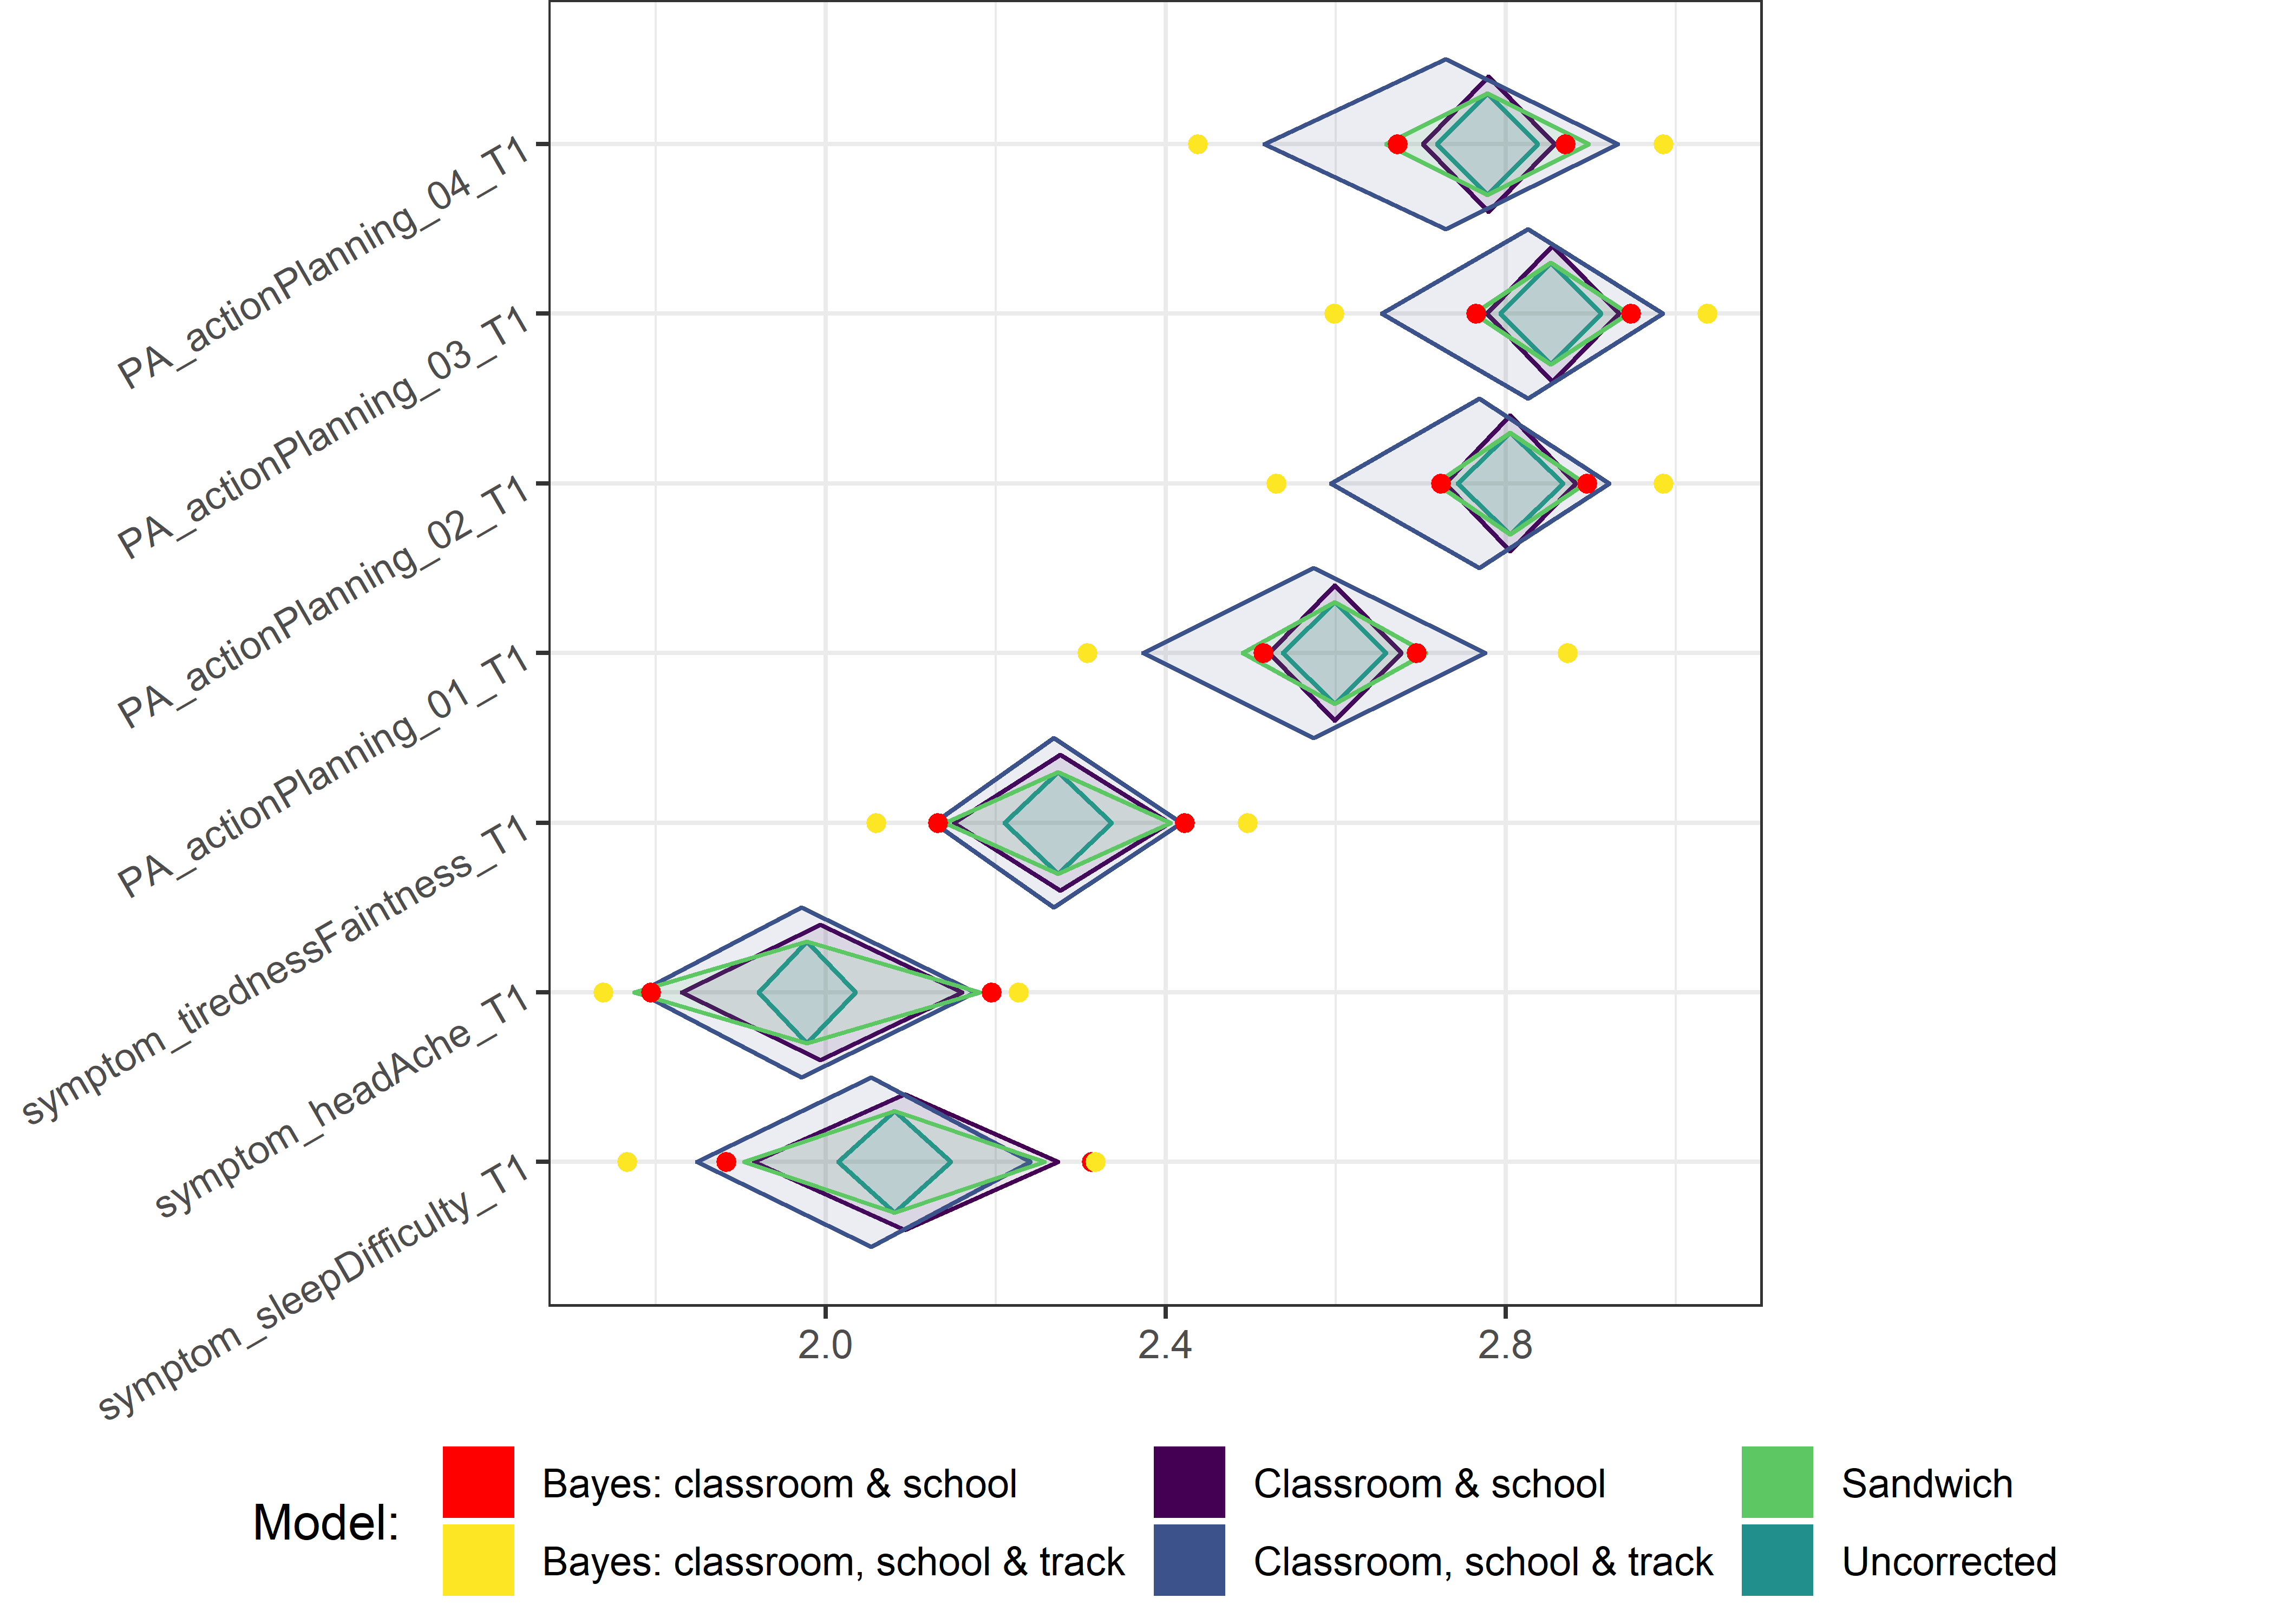 PA_actionPlanning_04_T1
PA_actionPlanning_03_T1
PA_actionPlanning_02_T1
PA_actionPlanning_01_T1
symptom_tirednessFaintness_T1
symptom_headAche_T1
symptom_sleepDifficulty_T1
2.0 2.4 2.8
Model:
Bayes: classroom & school
Bayes: classroom, school & track
Classroom & school
Classroom, school & track
Sandwich
Uncorrected